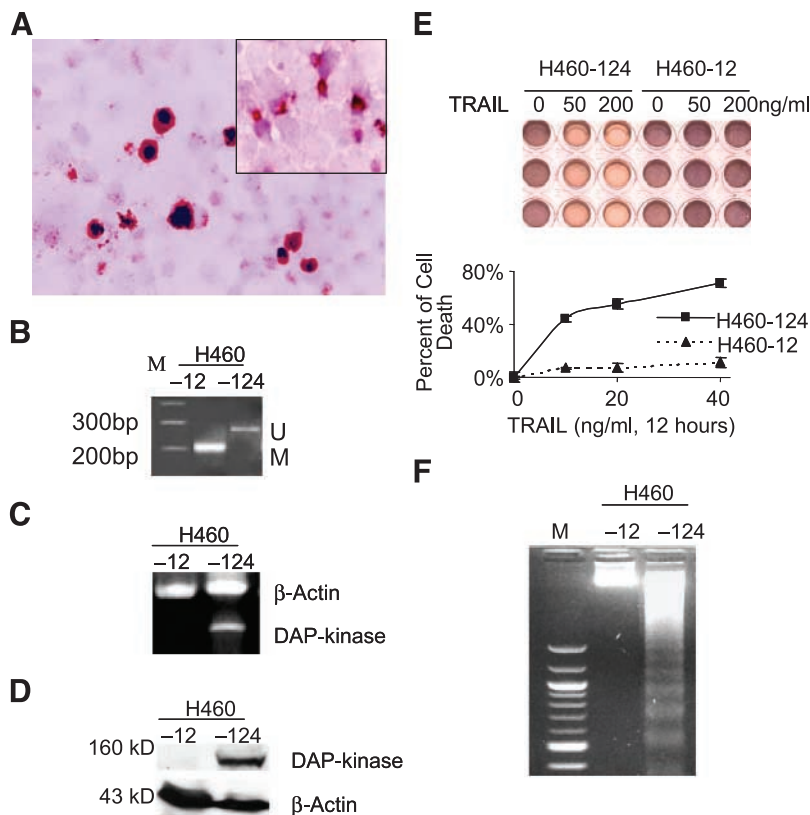 A
B
M
H460
–12 –124
300bp
200bp
U
M
C
H460
–12 –124
β-Actin
DAP-kinase
D
H460
–12 –124
160 kD
DAP-kinase
43 kD
β-Actin
E
H460-124 H460-12
TRAIL 0 50 200 0 50 200ng/ml
Percent of Cell
Death
80%
40%
0%
H460-124
H460-12
0 20 40
TRAIL (ng/ml, 12 hours)
F
H460
M –12 –124